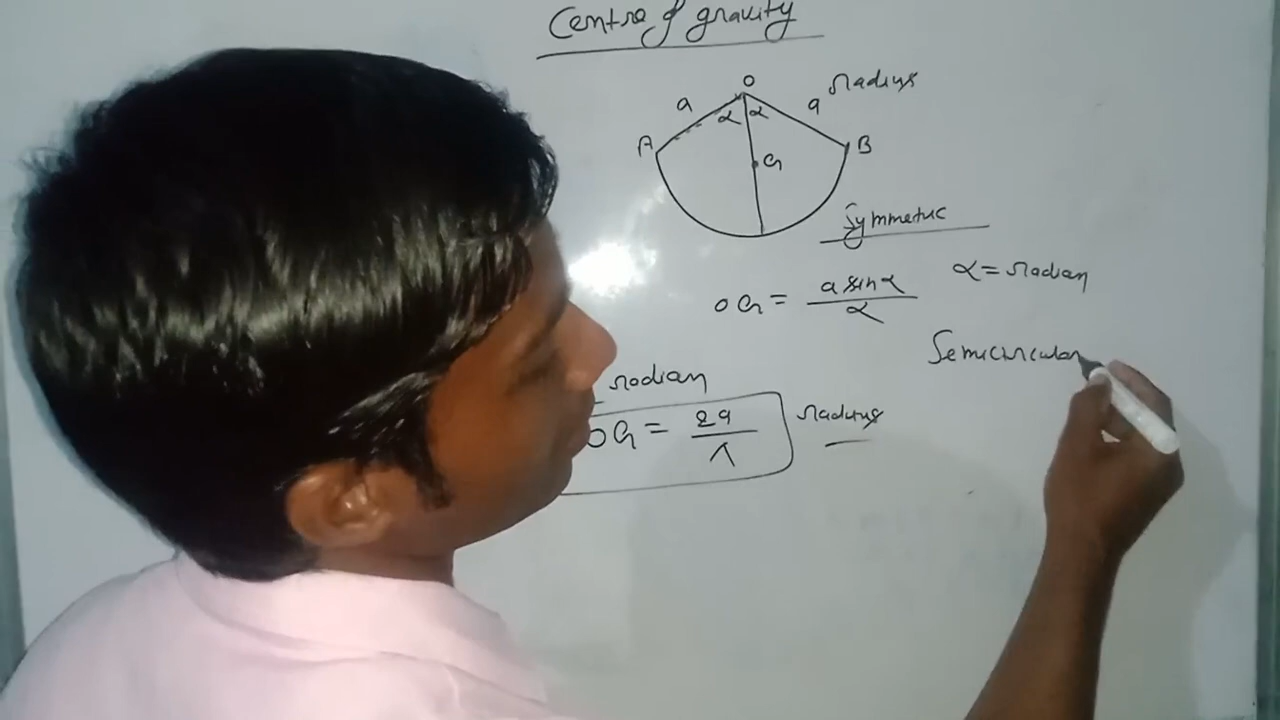 Centre of gravity
O
a
a radius
α
α
A
B
G
Symmetric
OG = a sin α / α
α = radian
Semicircular
radian
OG = 2a / π
radius